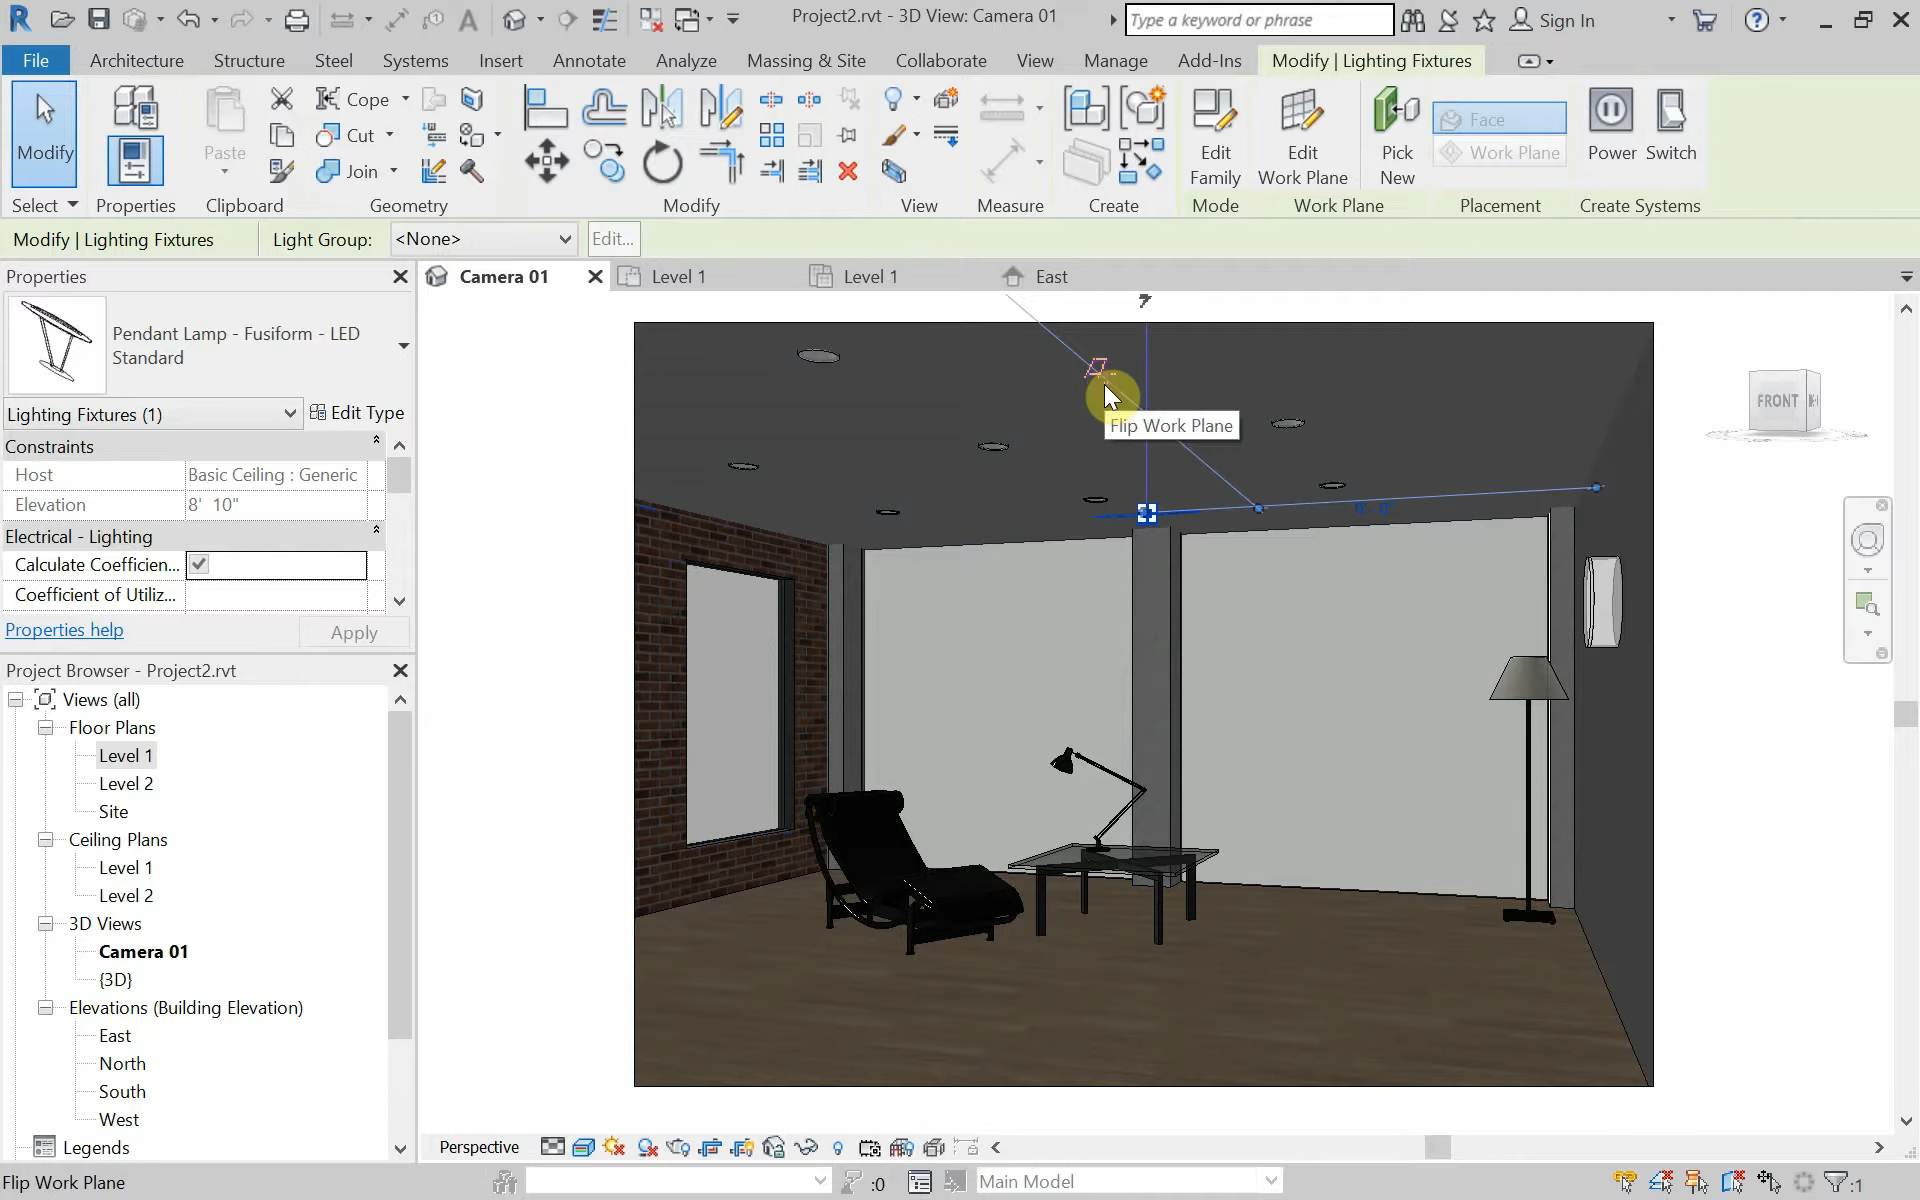 Project2.rvt - 3D View: Camera 01
Type a keyword or phrase
Sign In
File Architecture Structure Steel Systems Insert Annotate Analyze Massing & Site Collaborate View Manage Add-Ins Modify | Lighting Fixtures
Modify
Paste
Cope
Cut
Join
Edit Family
Edit Work Plane
Pick New
Face
Work Plane
Power Switch
Select Properties Clipboard Geometry Modify View Measure Create Mode Work Plane Placement Create Systems
Modify | Lighting Fixtures Light Group: <None> Edit...
Properties
Camera 01 Level 1 Level 1 East
Pendant Lamp - Fusiform - LED
Standard
Lighting Fixtures (1) Edit Type
Constraints
Host Basic Ceiling : Generic
Elevation 8' 10"
Electrical - Lighting
Calculate Coefficien...
Coefficient of Utiliz...
Properties help Apply
Flip Work Plane
FRONT
Project Browser - Project2.rvt
Views (all)
Floor Plans
Level 1
Level 2
Site
Ceiling Plans
Level 1
Level 2
3D Views
Camera 01
{3D}
Elevations (Building Elevation)
East
North
South
West
Legends
Perspective
Flip Work Plane :0 Main Model :1